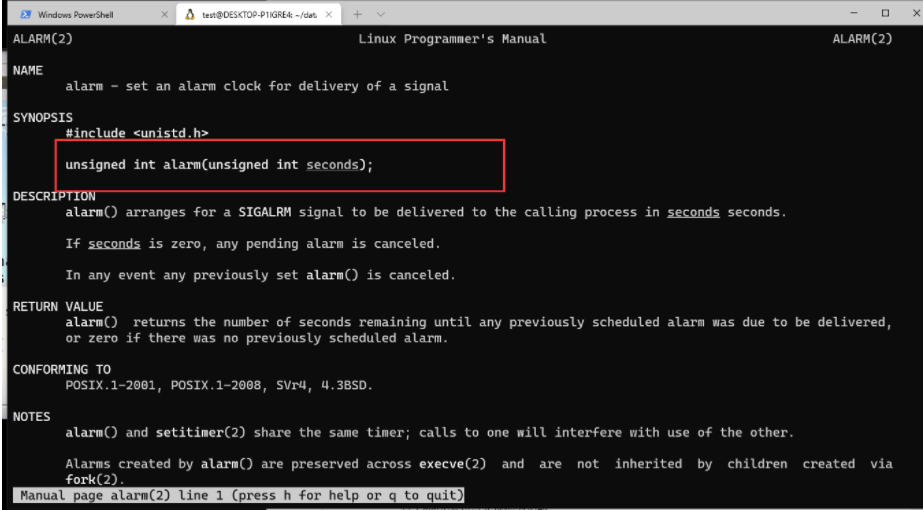 Windows PowerShell
test@DESKTOP-P1IGRE4: ~/data
ALARM(2) Linux Programmer's Manual ALARM(2)
NAME
alarm - set an alarm clock for delivery of a signal
SYNOPSIS
#include <unistd.h>
unsigned int alarm(unsigned int seconds);
DESCRIPTION
alarm() arranges for a SIGALRM signal to be delivered to the calling process in seconds seconds.
If seconds is zero, any pending alarm is canceled.
In any event any previously set alarm() is canceled.
RETURN VALUE
alarm() returns the number of seconds remaining until any previously scheduled alarm was due to be delivered,
or zero if there was no previously scheduled alarm.
CONFORMING TO
POSIX.1-2001, POSIX.1-2008, SVr4, 4.3BSD.
NOTES
alarm() and setitimer(2) share the same timer; calls to one will interfere with use of the other.
Alarms created by alarm() are preserved across execve(2) and are not inherited by children created via
fork(2).
Manual page alarm(2) line 1 (press h for help or q to quit)